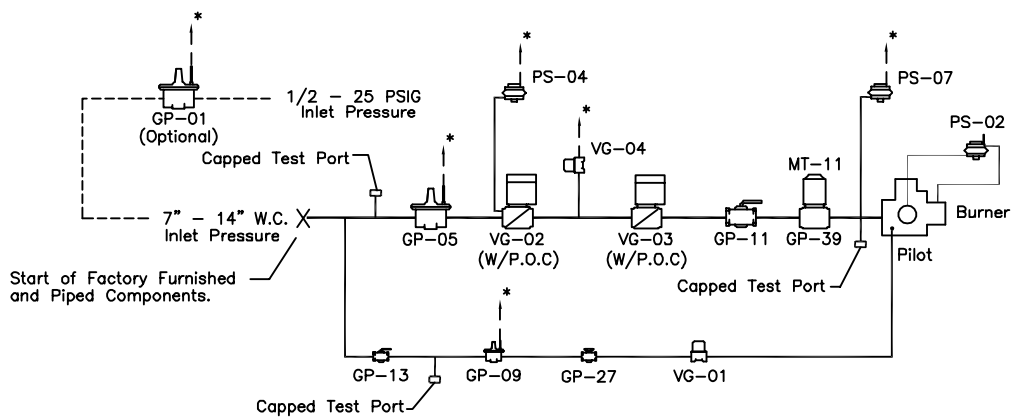 *
*
*
PS-04
PS-07
GP-01
(Optional)
1/2 - 25 PSIG
Inlet Pressure
PS-02
*
*
Capped Test Port
VG-04
MT-11
7" - 14" W.C.
Inlet Pressure
GP-05
VG-02
(W/P.O.C)
VG-03
(W/P.O.C)
GP-11
GP-39
Burner
Pilot
Start of Factory Furnished
and Piped Components.
Capped Test Port
*
GP-13
GP-09
GP-27
VG-01
Capped Test Port